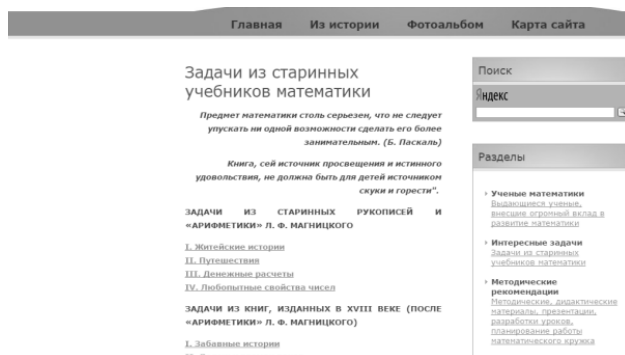 Главная Из истории Фотоальбом Карта сайта
Задачи из старинных
учебников математики
Предмет математики столь серьезен, что не следует
упускать ни одной возможности сделать его более
занимательным. (Б. Паскаль)
Книга, сей источник просвещения и истинного
удовольствия, не должна быть для детей источником
скуки и горести".
ЗАДАЧИ ИЗ СТАРИННЫХ РУКОПИСЕЙ И
«АРИФМЕТИКИ» Л. Ф. МАГНИЦКОГО
I. Житейские истории
II. Путешествия
III. Денежные расчеты
IV. Любопытные свойства чисел
ЗАДАЧИ ИЗ КНИГ, ИЗДАННЫХ В XVIII ВЕКЕ (ПОСЛЕ
«АРИФМЕТИКИ» Л. Ф. МАГНИЦКОГО)
I. Забавные истории
Поиск
Яндекс
Разделы
Ученые математики
Выдающиеся ученые,
внесшие огромный вклад в
развитие математики
Интересные задачи
Задачи из старинных
учебников математики
Методические
рекомендации
Методические, дидактические
материалы, презентации,
разработки уроков,
планирование работы
математического кружка